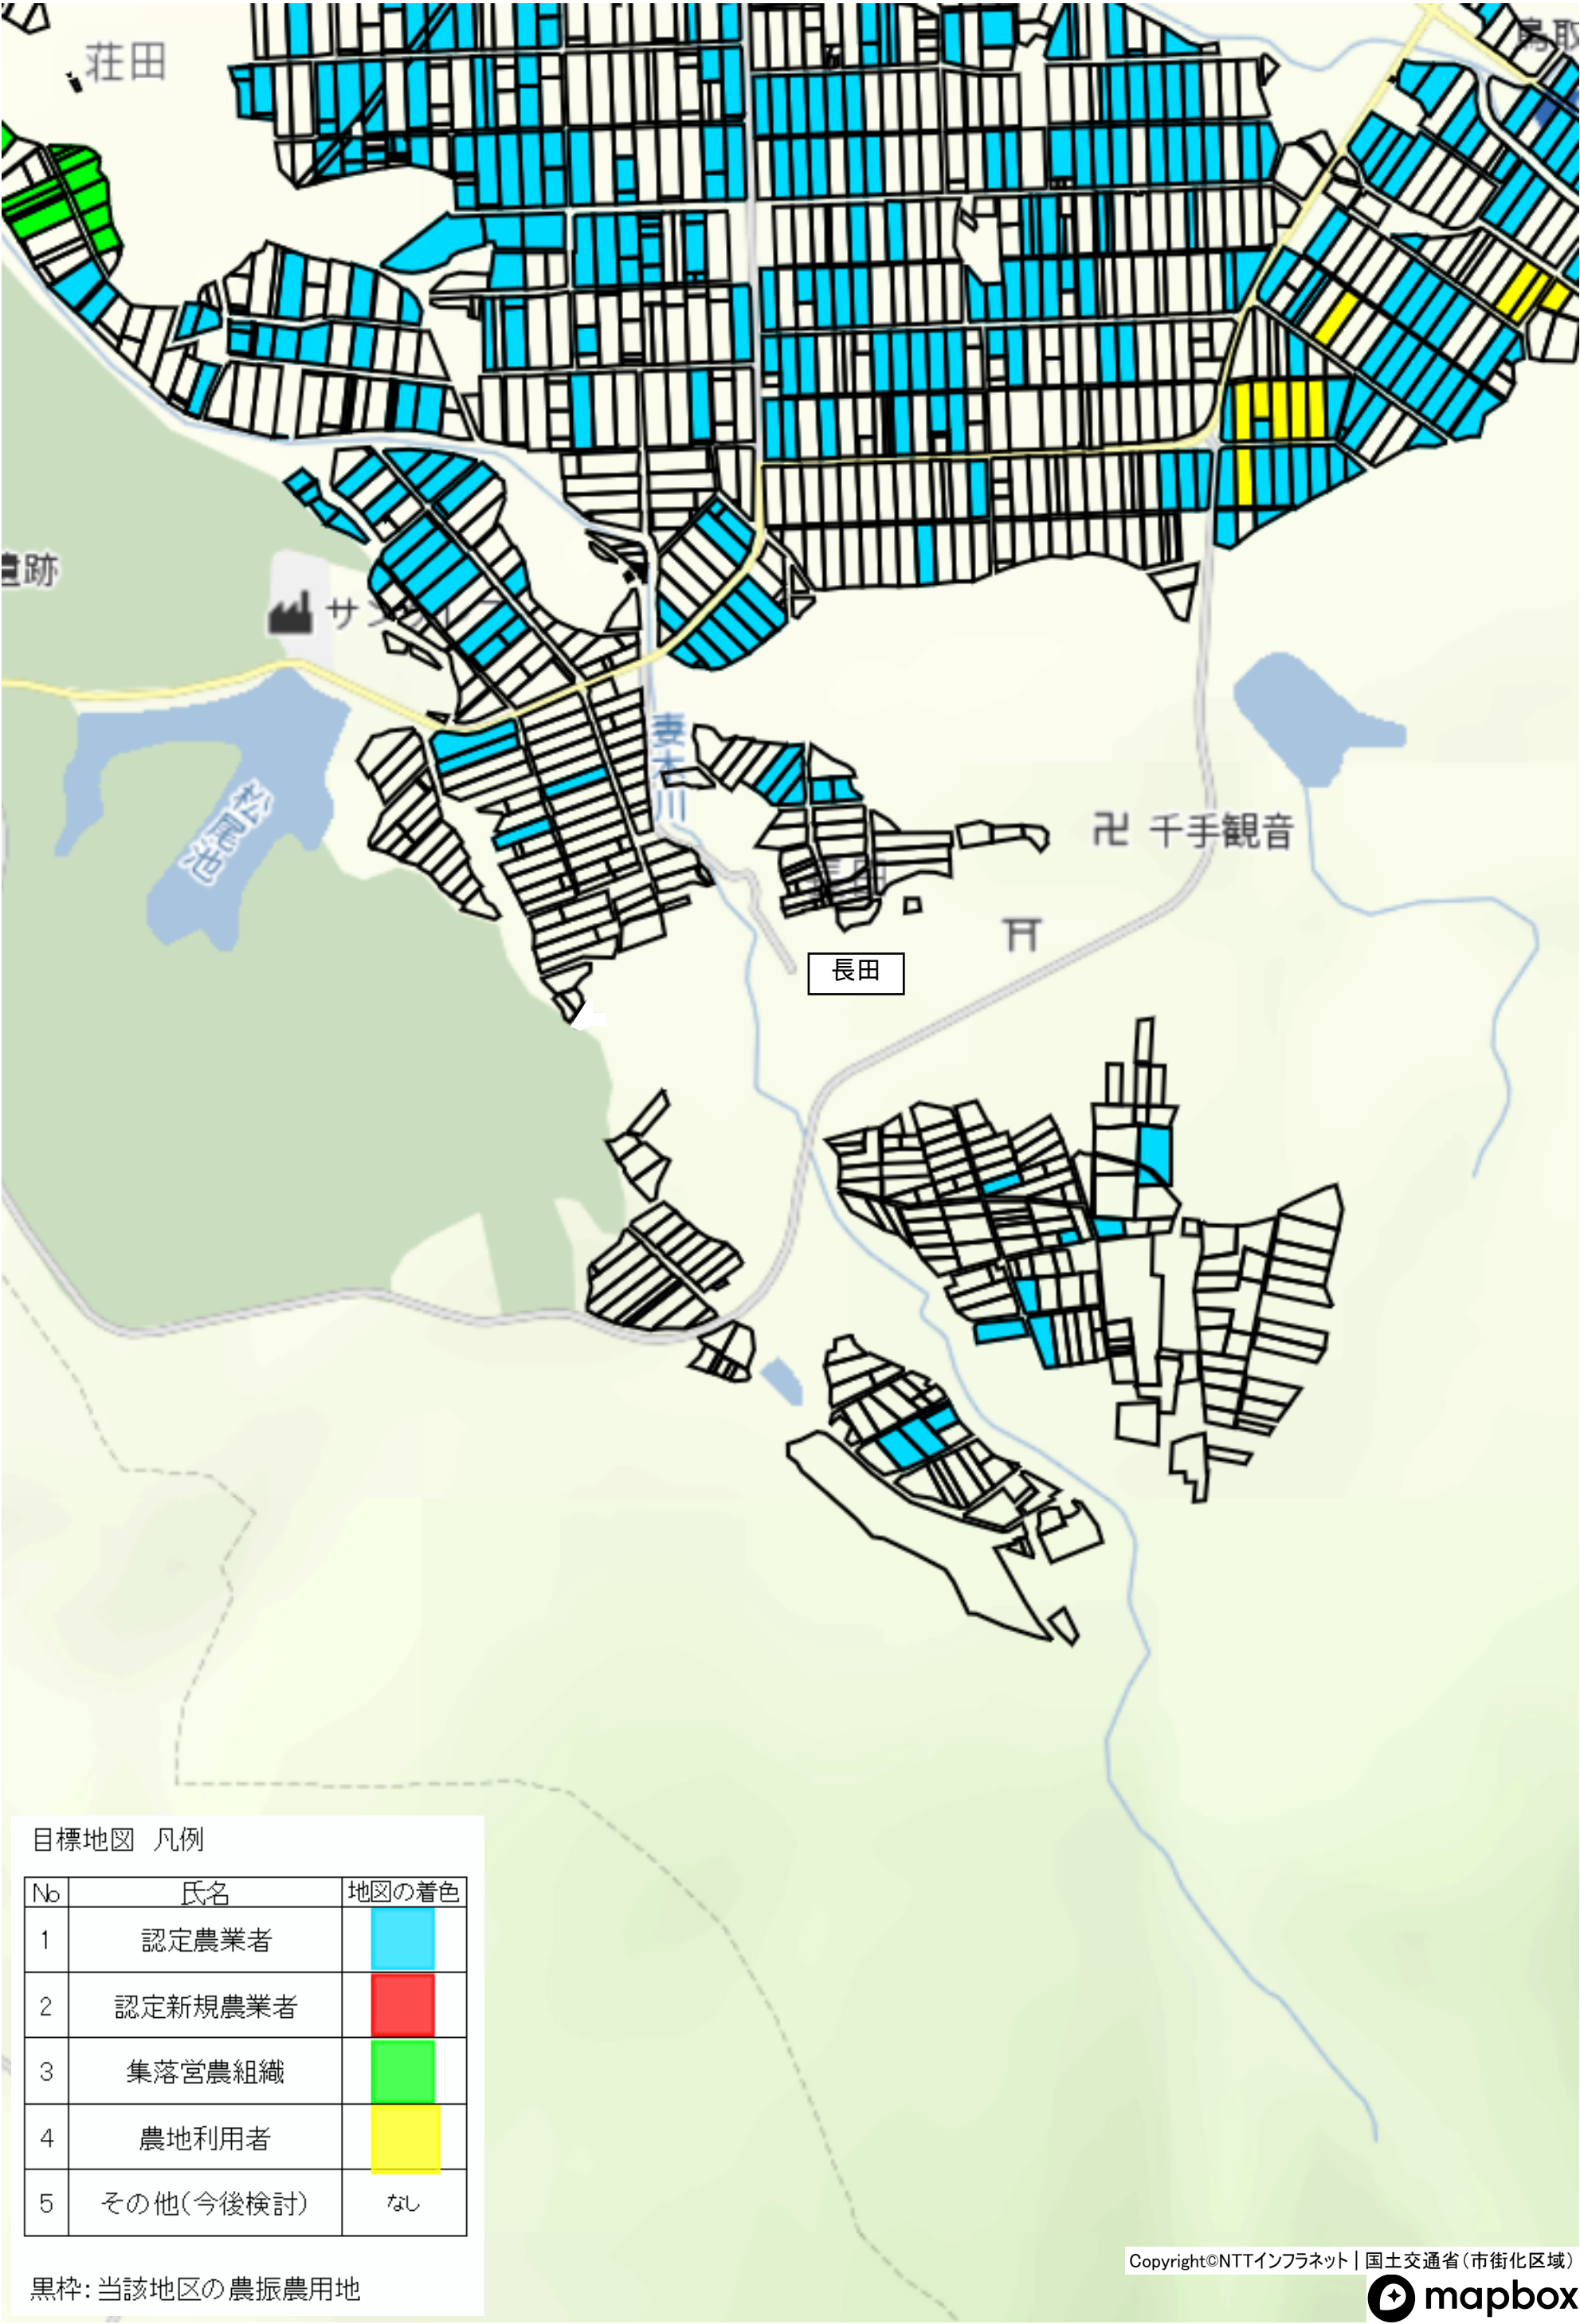 荘田
鳥取
遺跡
妻木川
松尾池
卍 千手観音
長田
長田
目標地図 凡例
No 氏名 地図の着色
1 認定農業者
2 認定新規農業者
3 集落営農組織
4 農地利用者
5 その他(今後検討) なし
黒枠:当該地区の農振農用地
Copyright©NTTインフラネット | 国土交通省(市街化区域)
mapbox